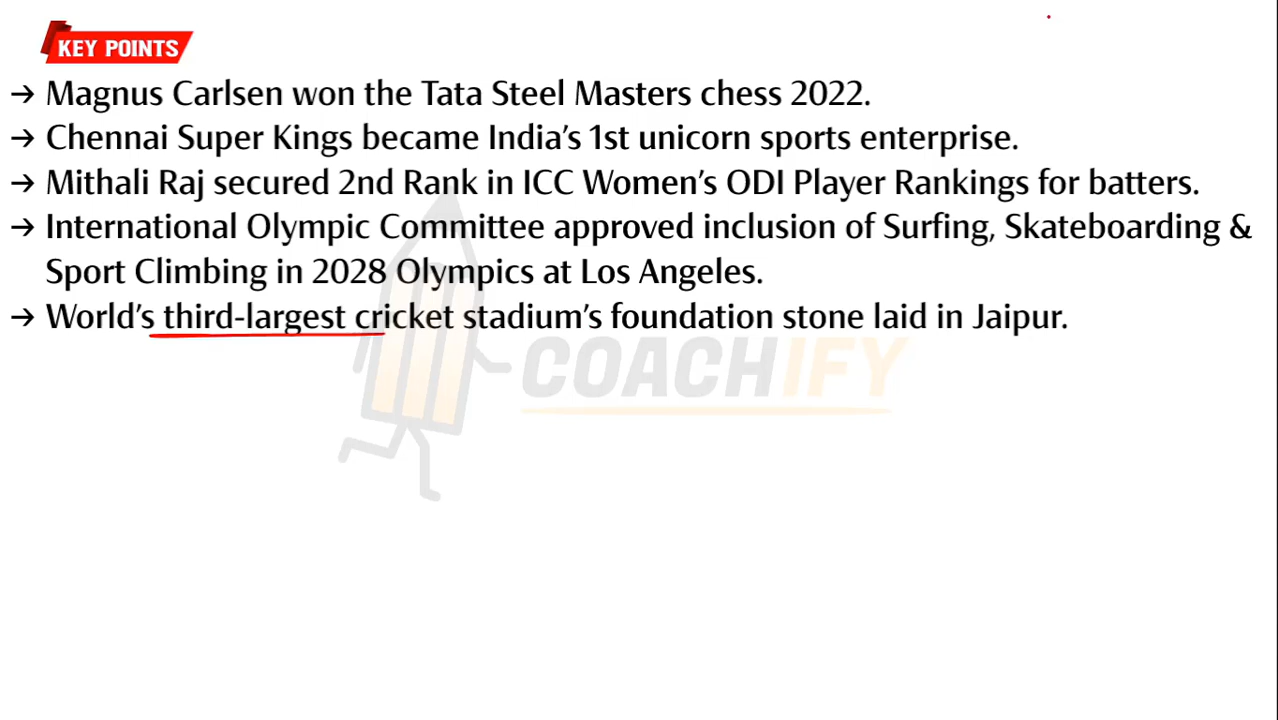 KEY POINTS
→ Magnus Carlsen won the Tata Steel Masters chess 2022.
→ Chennai Super Kings became India’s 1st unicorn sports enterprise.
→ Mithali Raj secured 2nd Rank in ICC Women’s ODI Player Rankings for batters.
→ International Olympic Committee approved inclusion of Surfing, Skateboarding &
Sport Climbing in 2028 Olympics at Los Angeles.
→ World’s third-largest cricket stadium’s foundation stone laid in Jaipur.
COACHIFY